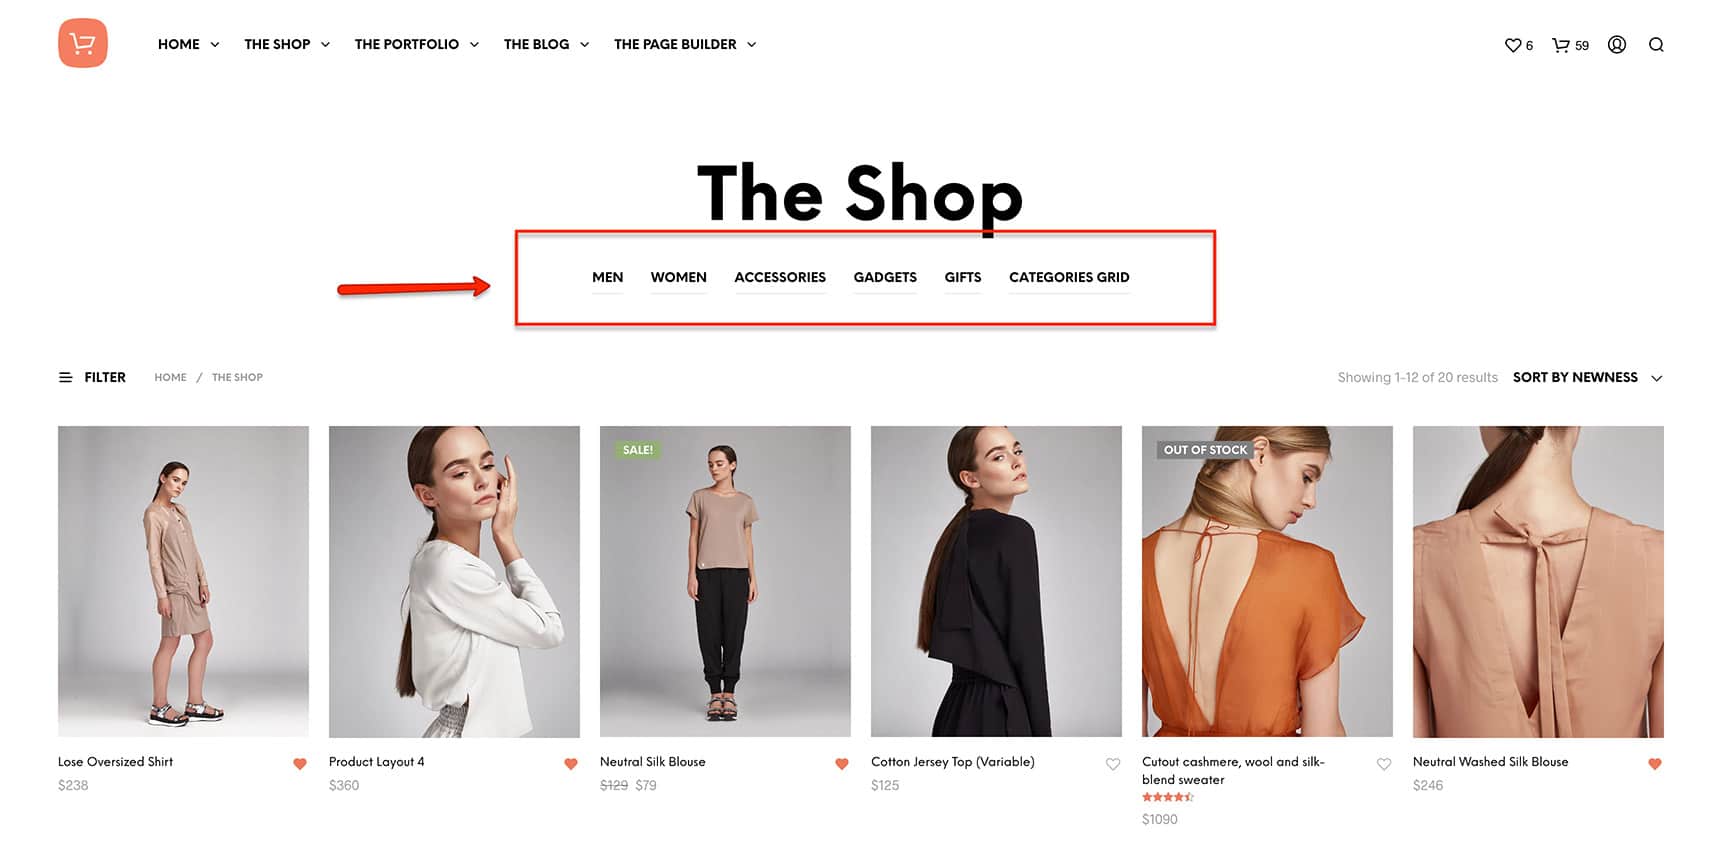 HOME THE SHOP THE PORTFOLIO THE BLOG THE PAGE BUILDER 6 59
The Shop
MEN WOMEN ACCESSORIES GADGETS GIFTS CATEGORIES GRID
FILTER HOME / THE SHOP Showing 1-12 of 20 results SORT BY NEWNESS
SALE!
OUT OF STOCK
Lose Oversized Shirt
$238
Product Layout 4
$360
Neutral Silk Blouse
$129 $79
Cotton Jersey Top (Variable)
$125
Cutout cashmere, wool and silk-
blend sweater
$1090
Neutral Washed Silk Blouse
$246